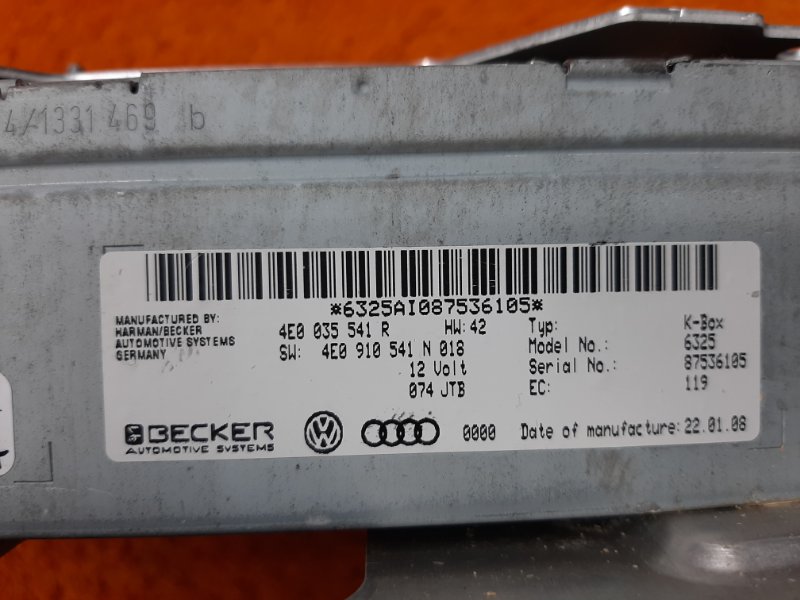 4/1331 469 lb
*6325AI087536105*
MANUFACTURED BY:
HARMAN/BECKER
AUTOMOTIVE SYSTEMS
GERMANY
4E0 035 541 R HW: 42
SW: 4E0 910 541 N 018
12 Volt
074 JTB
Typ: K-Box
Model No.: 6325
Serial No.: 87536105
EC: 119
BECKER
AUTOMOTIVE SYSTEMS
0000 Date of manufacture: 22.01.08